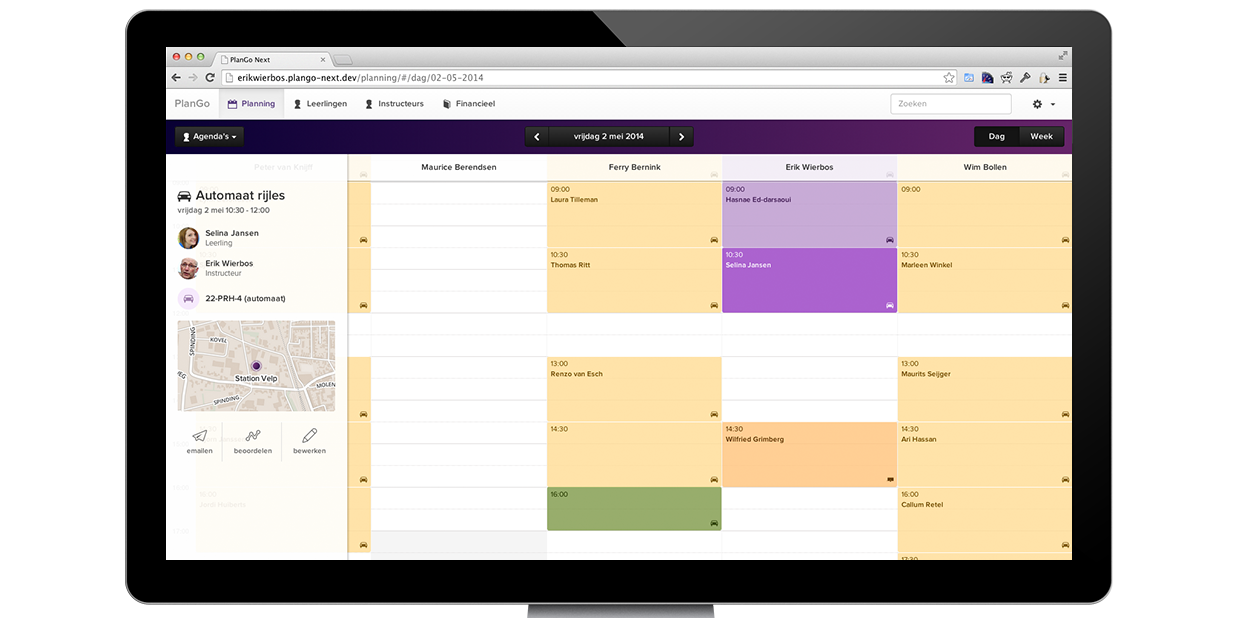 PlanGo Next
erikwierbos.plango-next.dev/planning/#/dag/02-05-2014
PlanGo
Planning
Leerlingen
Instructeurs
Financieel
Zoeken
Agenda's
vrijdag 2 mei 2014
Dag
Week
Maurice Berendsen
Ferry Bernink
Erik Wierbos
Wim Bollen
Automaat rijles
vrijdag 2 mei 10:30 - 12:00
Selina Jansen
Leerling
Erik Wierbos
Instructeur
22-PRH-4 (automaat)
SPINDING
KOVEL
Station Velp
MOLEN
SPINDING
emailen
beoordelen
bewerken
16:00
09:00
Laura Tilleman
10:30
Thomas Ritt
13:00
Renzo van Esch
14:30
16:00
09:00
Hasnae Ed-darsaoui
10:30
Selina Jansen
14:30
Wilfried Grimberg
09:00
10:30
Marleen Winkel
13:00
Maurits Seijger
14:30
Ari Hassan
16:00
Callum Retel
17:30